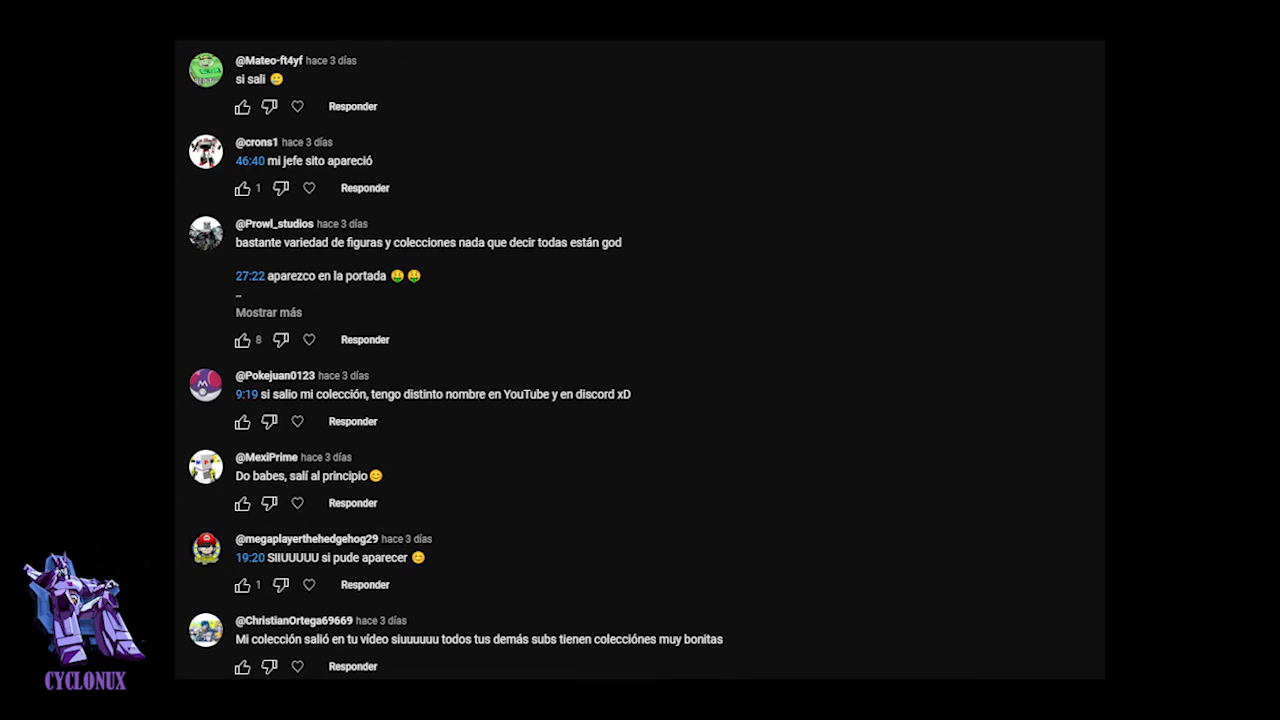 @Mateo-ft4yf hace 3 días
si sali 🥲
Responder
@crons1 hace 3 días
46:40 mi jefe sito apareció
1 Responder
@Prowl_studios hace 3 días
bastante variedad de figuras y colecciones nada que decir todas están god
27:22 aparezco en la portada 🤑🤑
_
Mostrar más
8 Responder
@Pokejuan0123 hace 3 días
9:19 si salio mi colección, tengo distinto nombre en YouTube y en discord xD
Responder
@MexiPrime hace 3 días
Do babes, salí al principio😊
Responder
@megaplayerthehedgehog29 hace 3 días
19:20 SIIUUUUU si pude aparecer 😊
1 Responder
@ChristianOrtega69669 hace 3 días
Mi colección salió en tu vídeo siuuuuuu todos tus demás subs tienen colecciónes muy bonitas
Responder
CYCLONUX